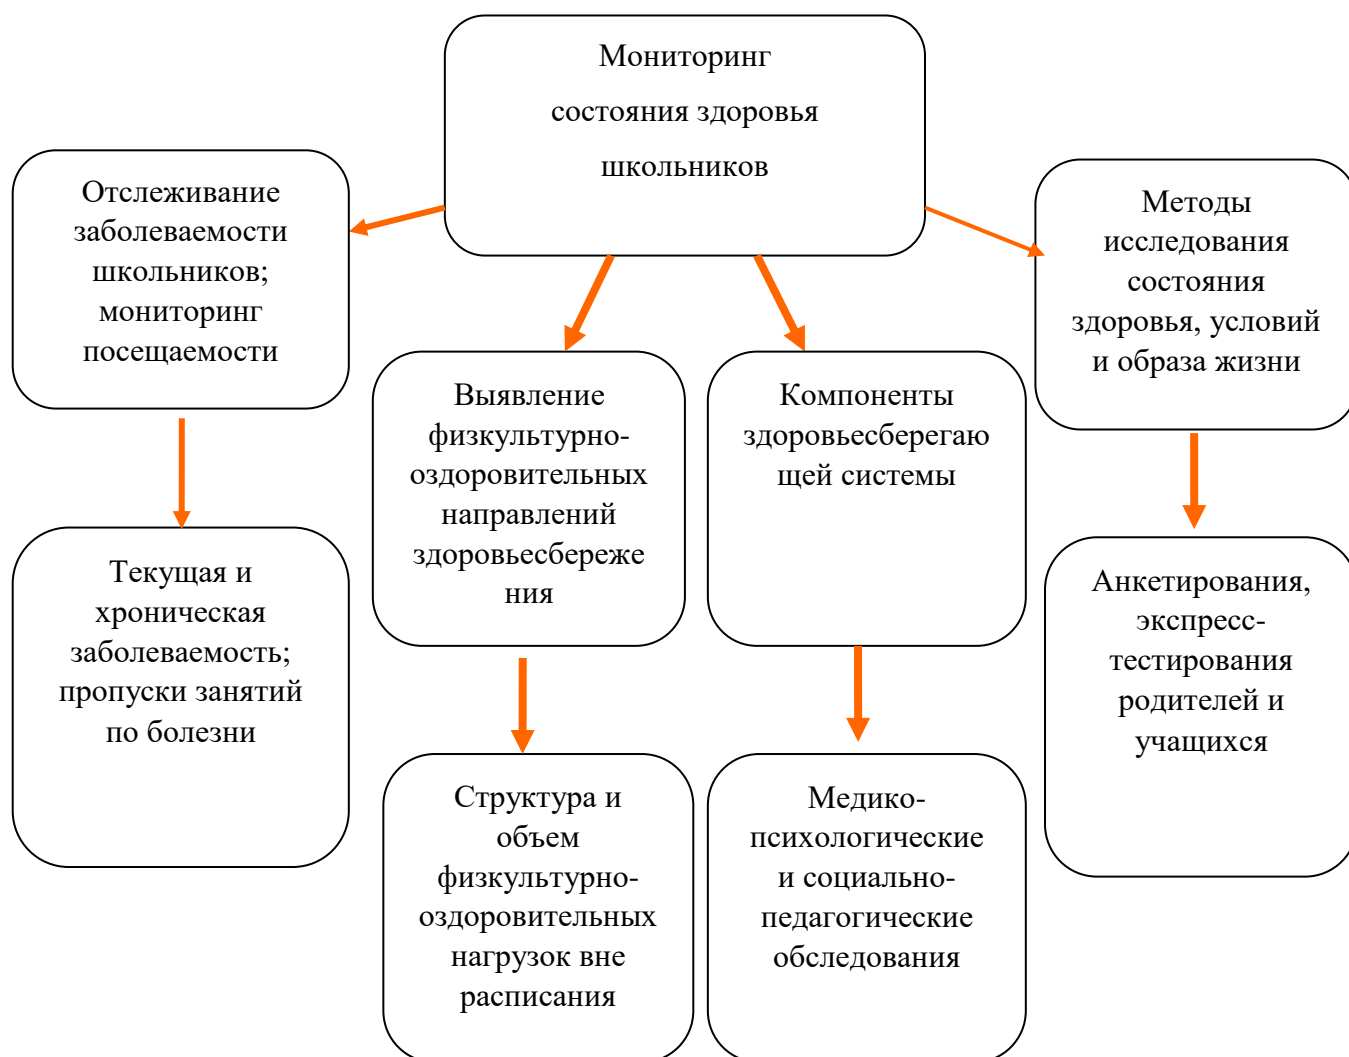 Мониторинг
состояния здоровья
школьников
Отслеживание
заболеваемости
школьников;
мониторинг
посещаемости
Методы
исследования
состояния
здоровья, условий
и образа жизни
Выявление
физкультурно-
оздоровительных
направлений
здоровьесбереже
ния
Компоненты
здоровьесберегаю
щей системы
Текущая и
хроническая
заболеваемость;
пропуски занятий
по болезни
Анкетирования,
экспресс-
тестирования
родителей и
учащихся
Структура и
объем
физкультурно-
оздоровительных
нагрузок вне
расписания
Медико-
психологические
и социально-
педагогические
обследования